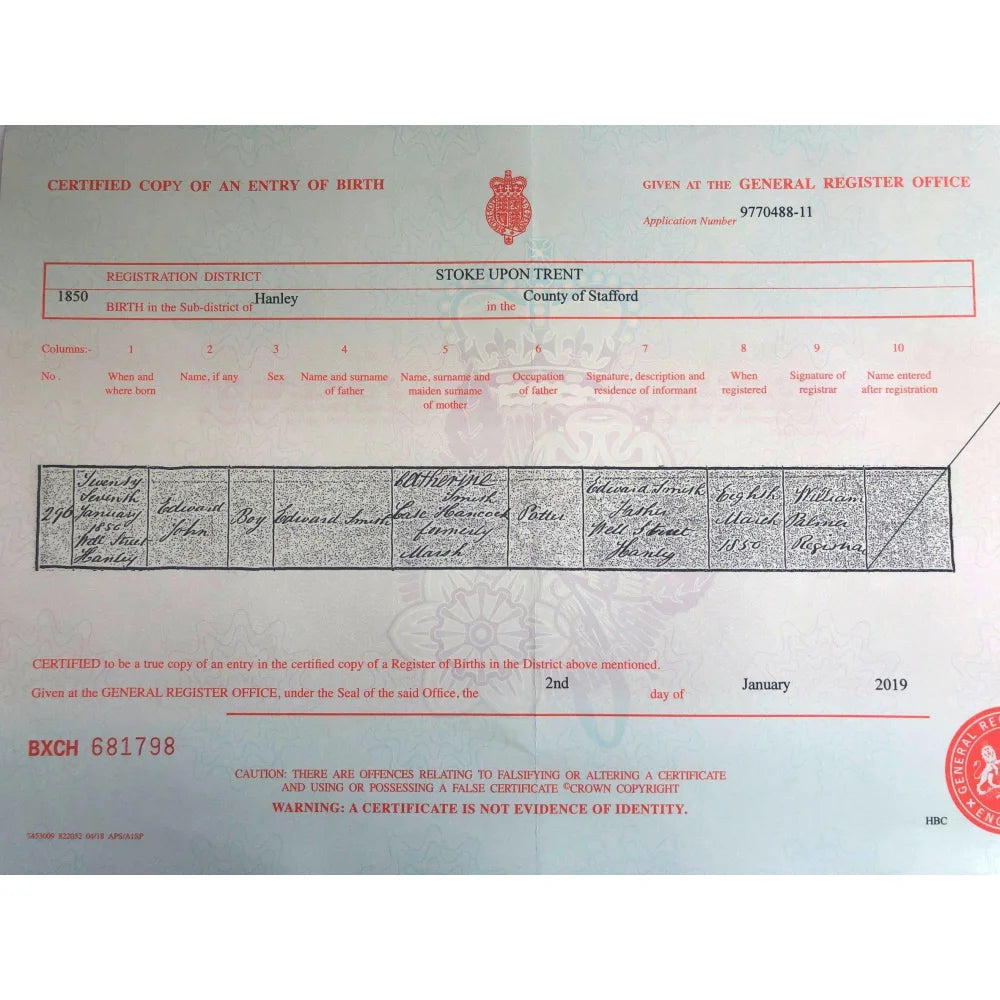 CERTIFIED COPY OF AN ENTRY OF BIRTH
GIVEN AT THE GENERAL REGISTER OFFICE
Application Number 9770488-11
REGISTRATION DISTRICT STOKE UPON TRENT
1850 BIRTH in the Sub-district of Hanley in the County of Stafford
Columns:- 1 2 3 4 5 6 7 8 9 10
No. When and where born Name, if any Sex Name and surname of father Name, surname and maiden surname of mother Occupation of father Signature, description and residence of informant When registered Signature of registrar Name entered after registration
296
Twenty
Seventh
January
1850
Well Street
Hanley
Edward
John
Boy
Edward Smith
Catherine
Smith
late Hancock
formerly
Marsh
Potter
Edward Smith
Father
Well Street
Hanley
Eighth
March
1850
William
Palmer
Registrar
CERTIFIED to be a true copy of an entry in the certified copy of a Register of Births in the District above mentioned.
Given at the GENERAL REGISTER OFFICE, under the Seal of the said Office, the 2nd day of January 2019
BXCH 681798
CAUTION: THERE ARE OFFENCES RELATING TO FALSIFYING OR ALTERING A CERTIFICATE
AND USING OR POSSESSING A FALSE CERTIFICATE ©CROWN COPYRIGHT
WARNING: A CERTIFICATE IS NOT EVIDENCE OF IDENTITY.
HBC
822052 04/18 APS/A1SP
GENERAL